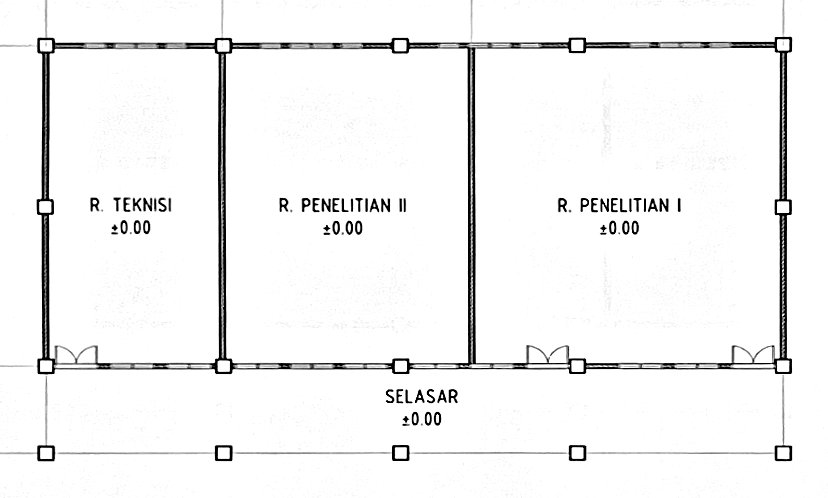 R. TEKNISI
±0.00
R. PENELITIAN II
±0.00
R. PENELITIAN I
±0.00
SELASAR
±0.00